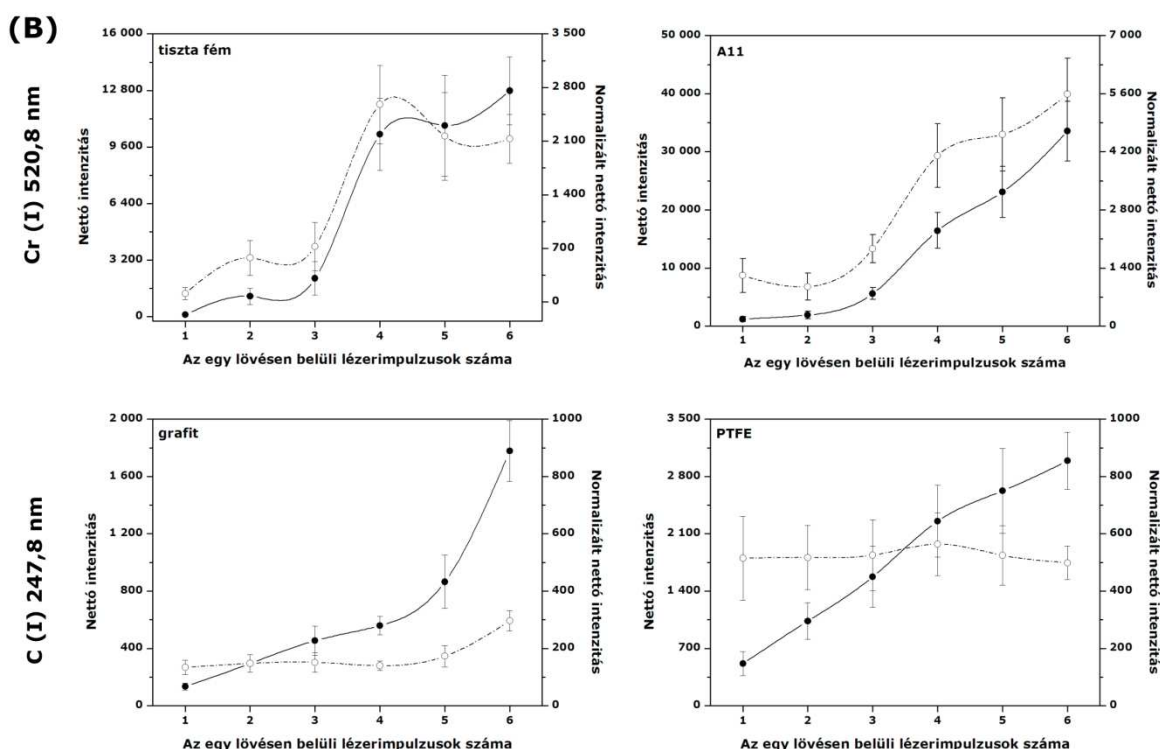 (B)
Cr (I) 520,8 nm
tiszta fém
Nettó intenzitás
16 000
12 800
9 600
6 400
3 200
0
3 500
2 800
2 100
1 400
700
0
Normalizált nettó intenzitás
1 2 3 4 5 6
Az egy lövésen belüli lézerimpulzusok száma
A11
Nettó intenzitás
50 000
40 000
30 000
20 000
10 000
0
7 000
5 600
4 200
2 800
1 400
0
Normalizált nettó intenzitás
1 2 3 4 5 6
Az egy lövésen belüli lézerimpulzusok száma
C (I) 247,8 nm
grafit
Nettó intenzitás
2 000
1 600
1 200
800
400
0
1000
800
600
400
200
0
Normalizált nettó intenzitás
1 2 3 4 5 6
Az egy lövésen belüli lézerimpulzusok száma
PTFE
Nettó intenzitás
3 500
2 800
2 100
1 400
700
0
1000
800
600
400
200
0
Normalizált nettó intenzitás
1 2 3 4 5 6
Az egy lövésen belüli lézerimpulzusok száma